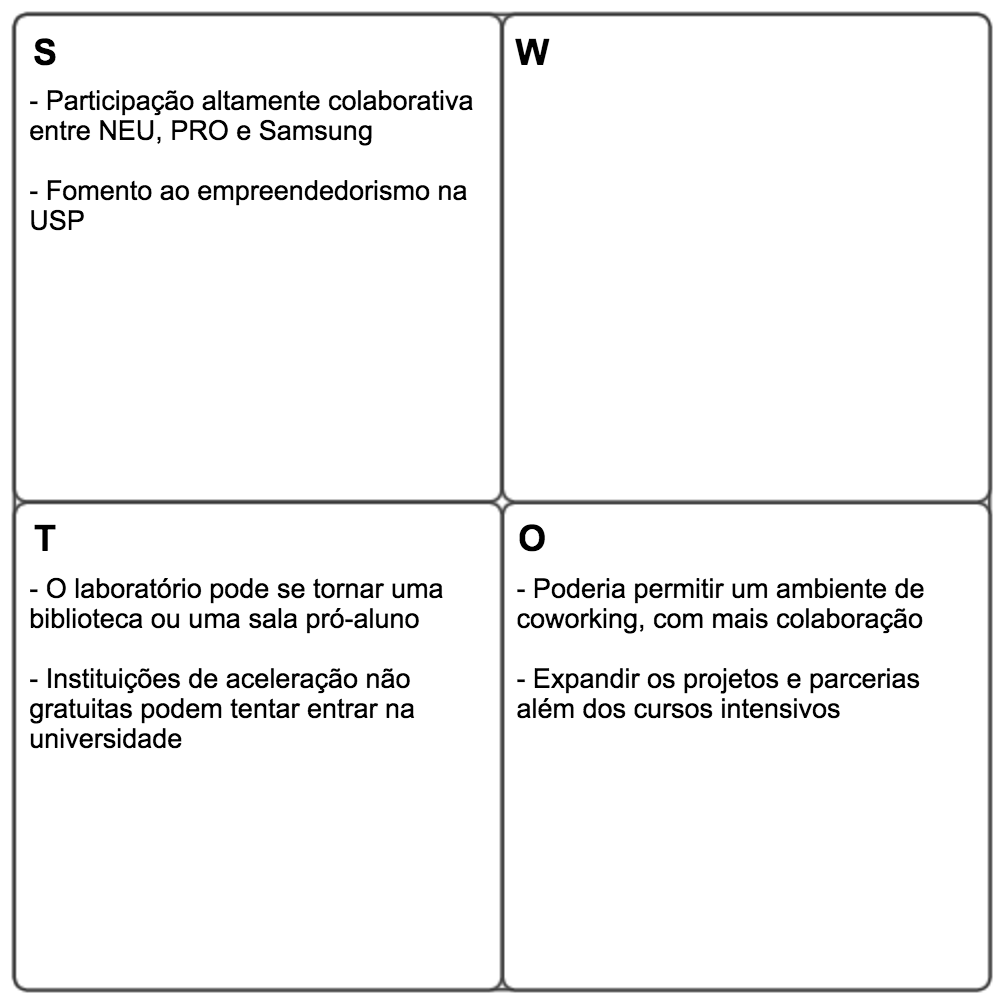 S
- Participação altamente colaborativa
entre NEU, PRO e Samsung
- Fomento ao empreendedorismo na
USP
W
T
- O laboratório pode se tornar uma
biblioteca ou uma sala pró-aluno
- Instituições de aceleração não
gratuitas podem tentar entrar na
universidade
O
- Poderia permitir um ambiente de
coworking, com mais colaboração
- Expandir os projetos e parcerias
além dos cursos intensivos